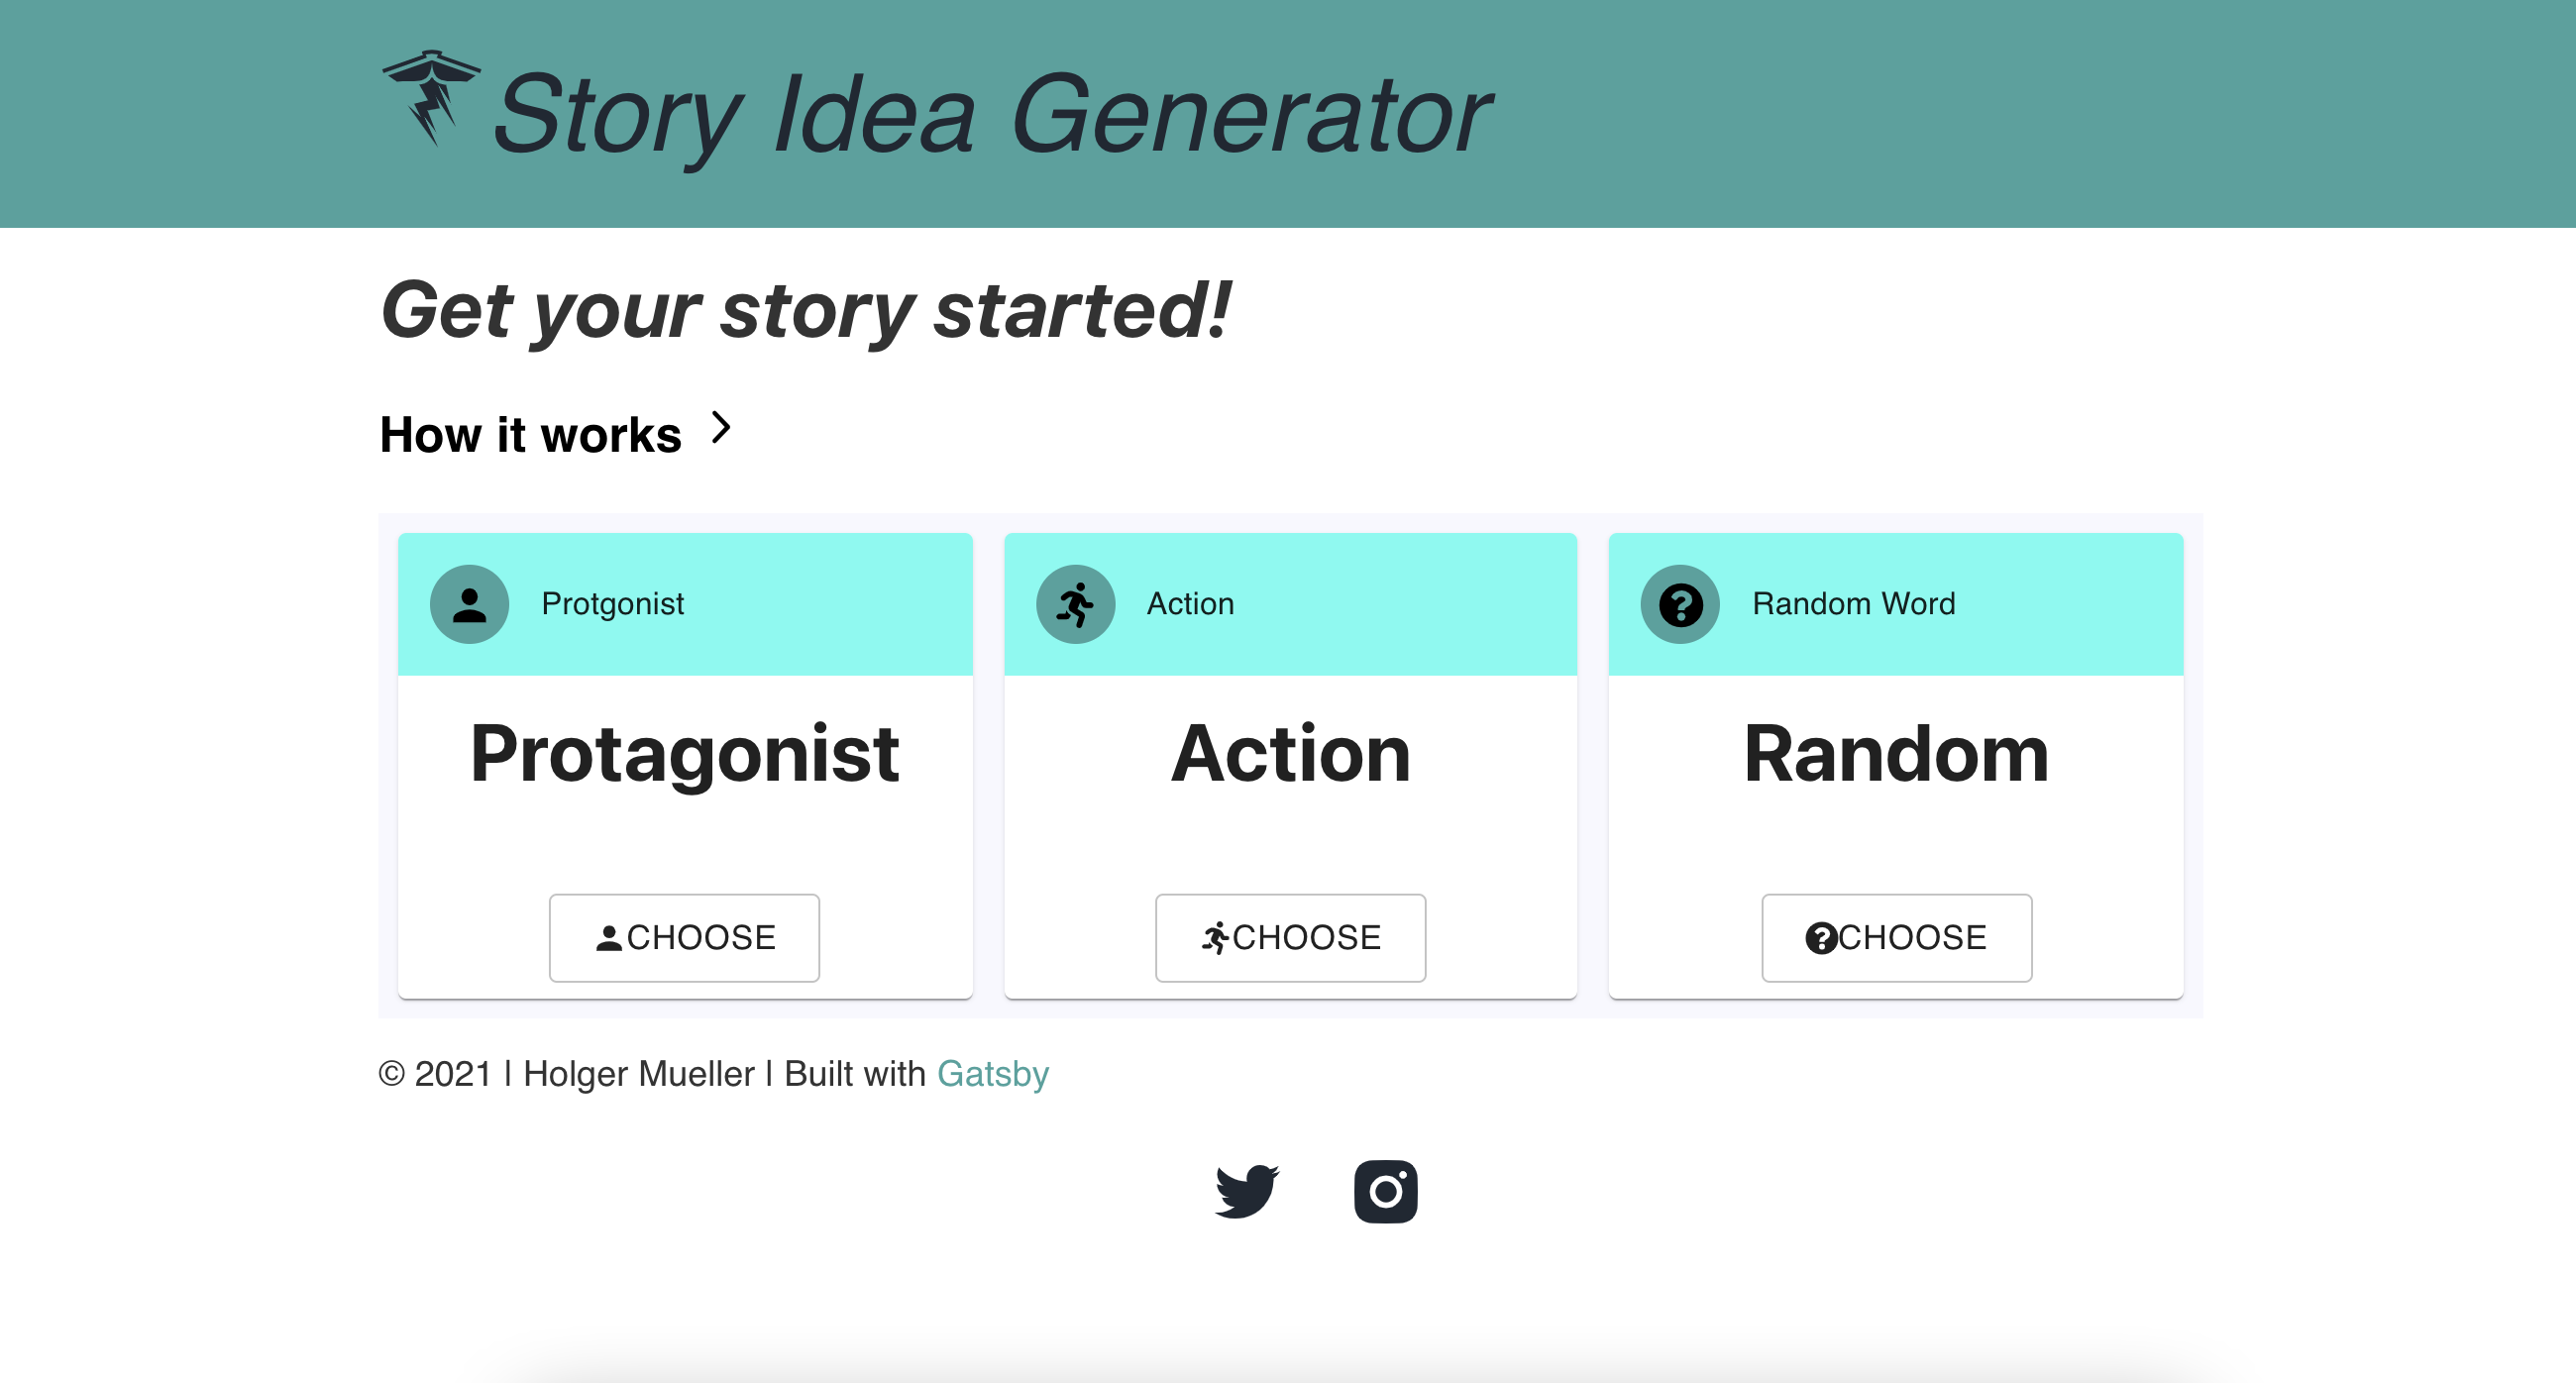 Story Idea Generator
Get your story started!
How it works
Protgonist
Action
Random Word
Protagonist
Action
Random
CHOOSE
CHOOSE
CHOOSE
© 2021 | Holger Mueller | Built with Gatsby